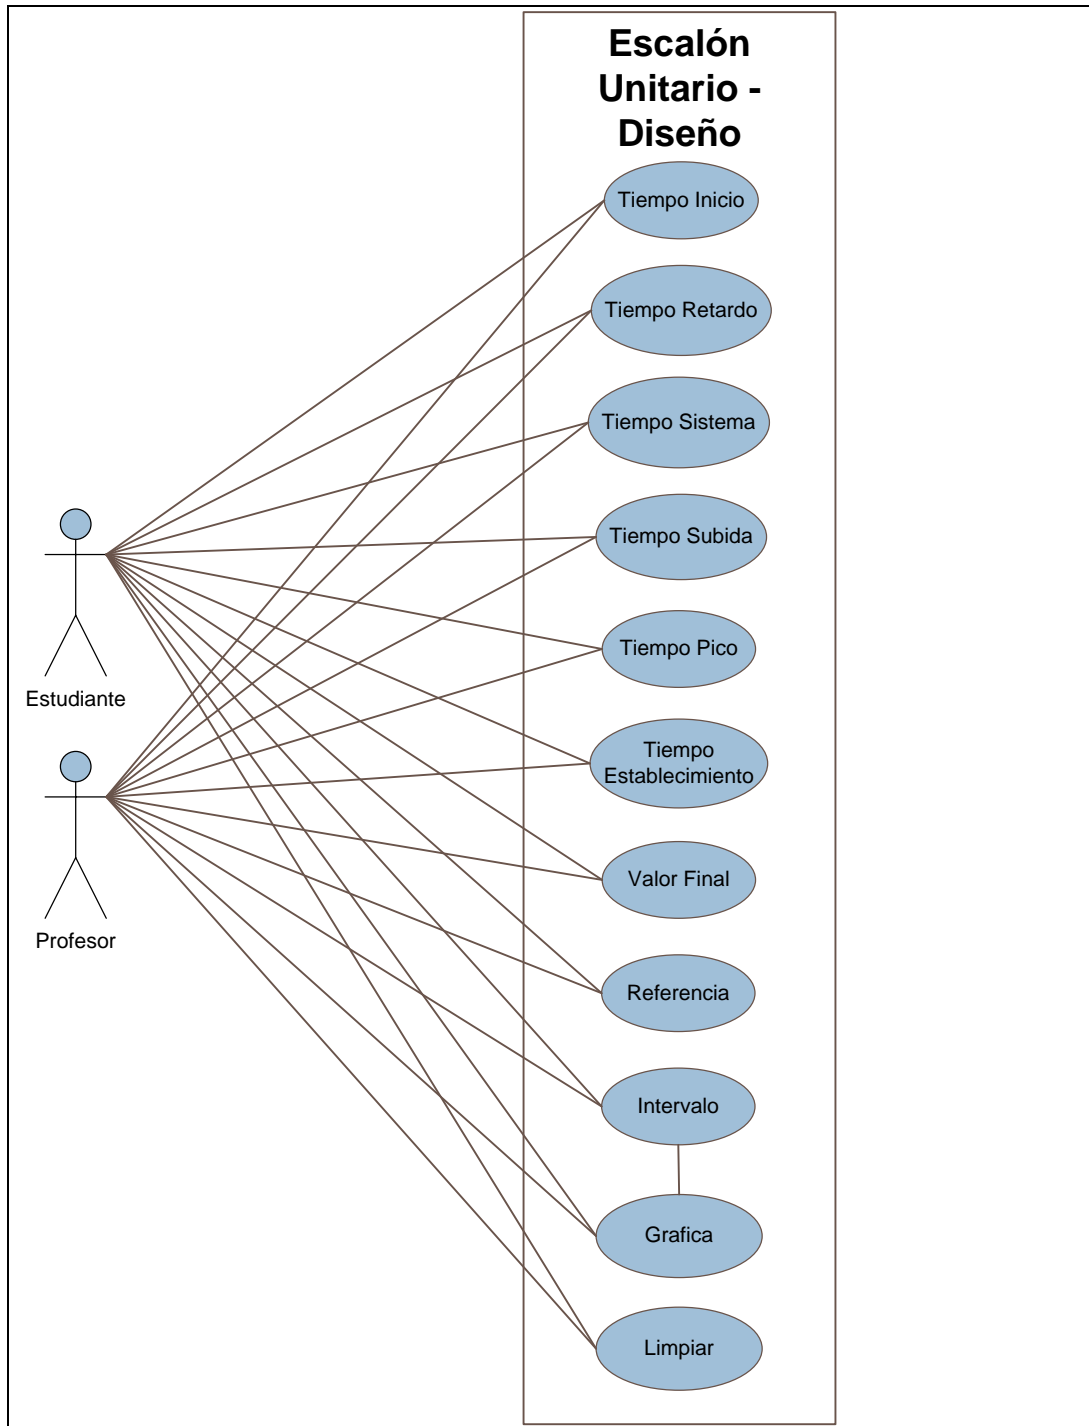 Escalón
Unitario -
Diseño
Tiempo Inicio
Tiempo Retardo
Tiempo Sistema
Tiempo Subida
Tiempo Pico
Tiempo
Establecimiento
Valor Final
Referencia
Intervalo
Grafica
Limpiar
Estudiante
Profesor